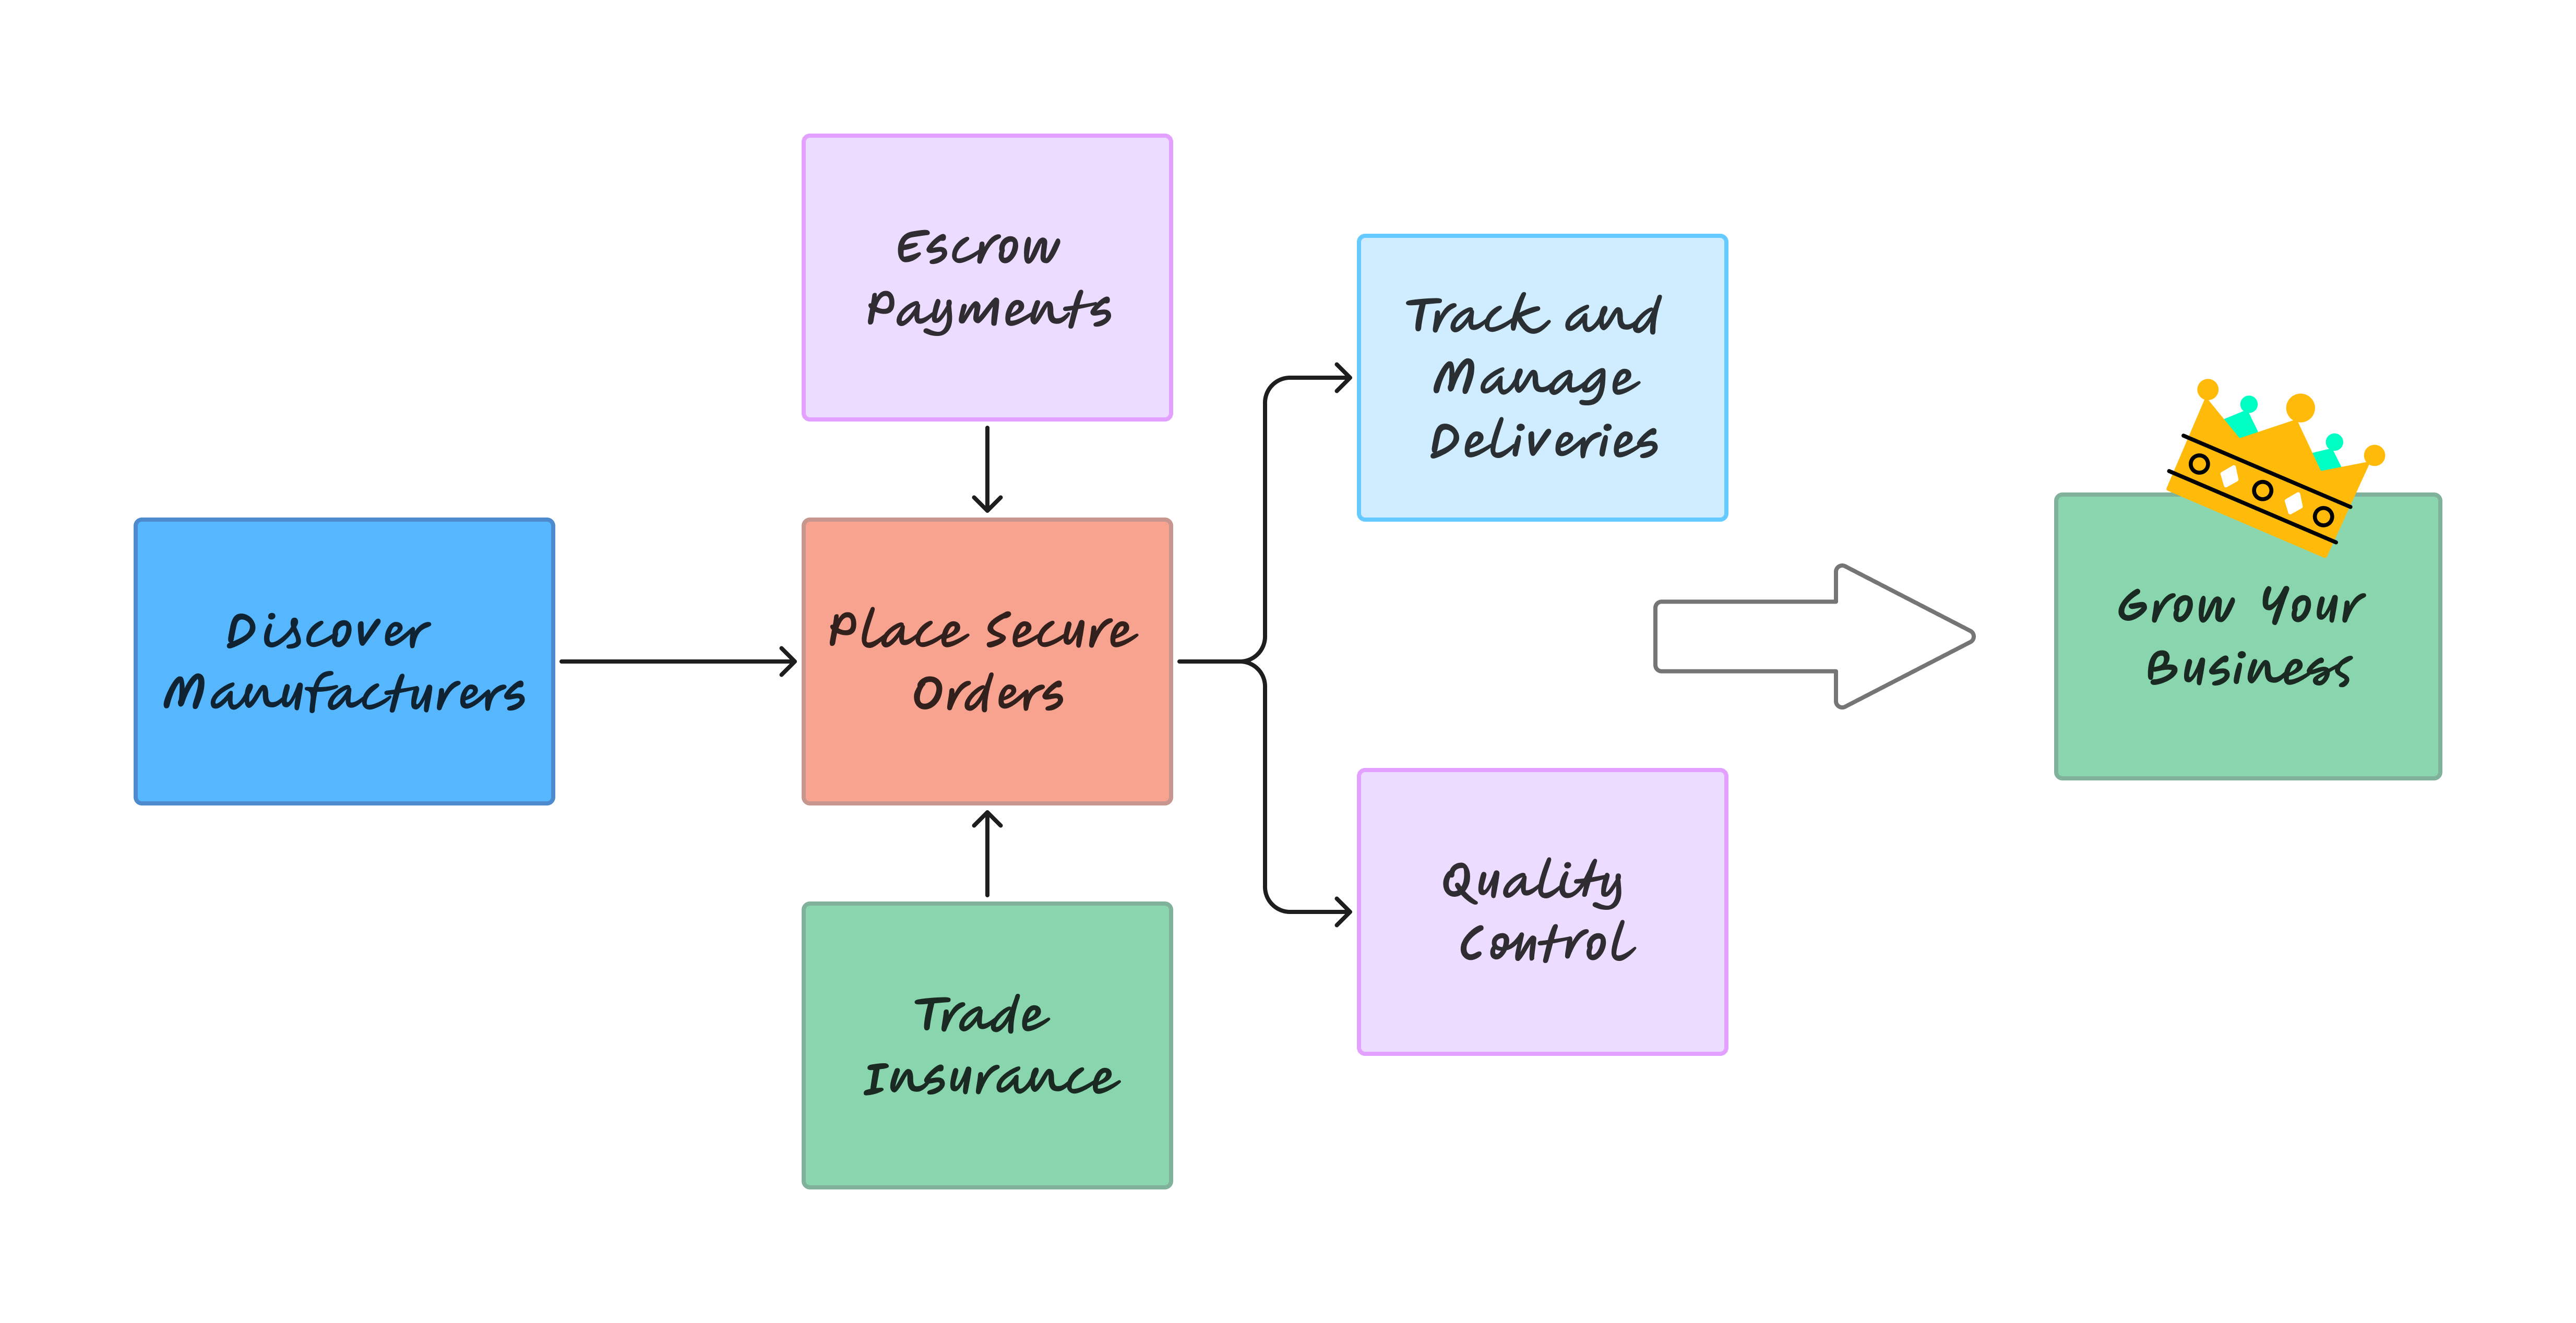 Escrow
Payments
Track and
Manage
Deliveries
Discover
Manufacturers
Place Secure
Orders
Grow Your
Business
Quality
Control
Trade
Insurance